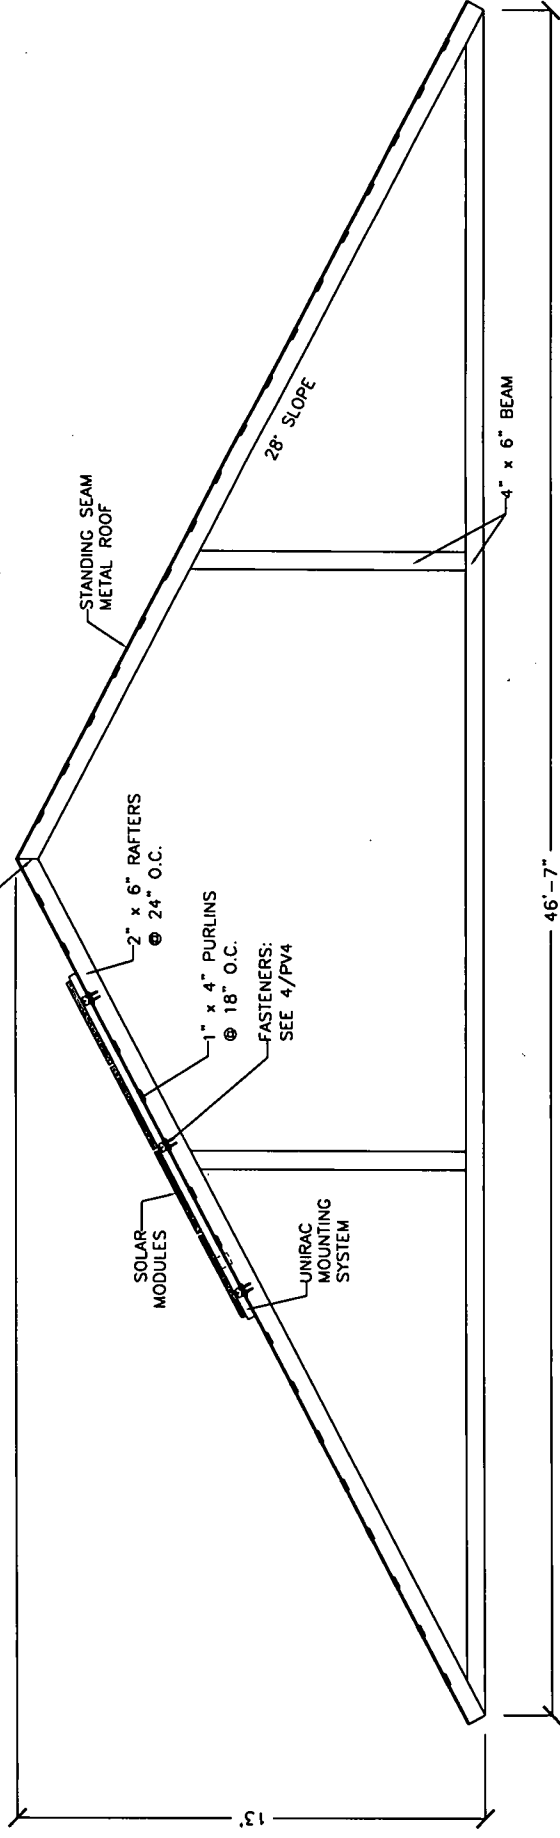 STANDING SEAM
METAL ROOF
28° SLOPE
4" x 6" BEAM
2" x 6" RAFTERS
@ 24" O.C.
1" x 4" PURLINS
@ 18" O.C.
FASTENERS:
SEE 4/PV4
SOLAR
MODULES
UNIRAC
MOUNTING
SYSTEM
13'
46'-7"